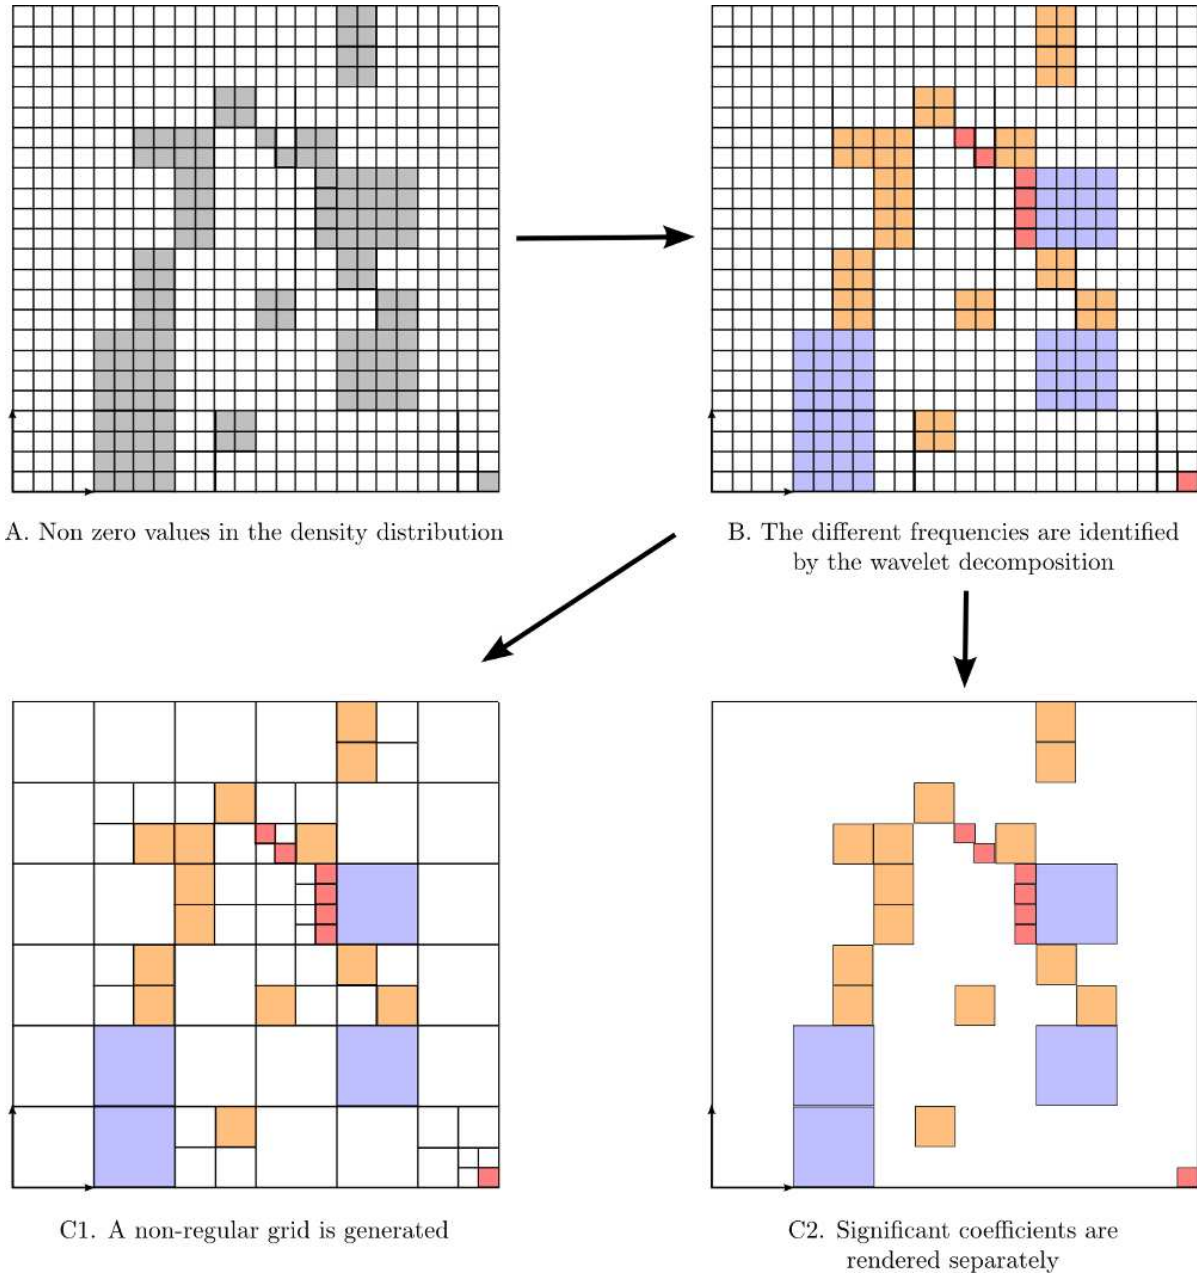 A. Non zero values in the density distribution
B. The different frequencies are identified
by the wavelet decomposition
C1. A non-regular grid is generated
C2. Significant coefficients are
rendered separately